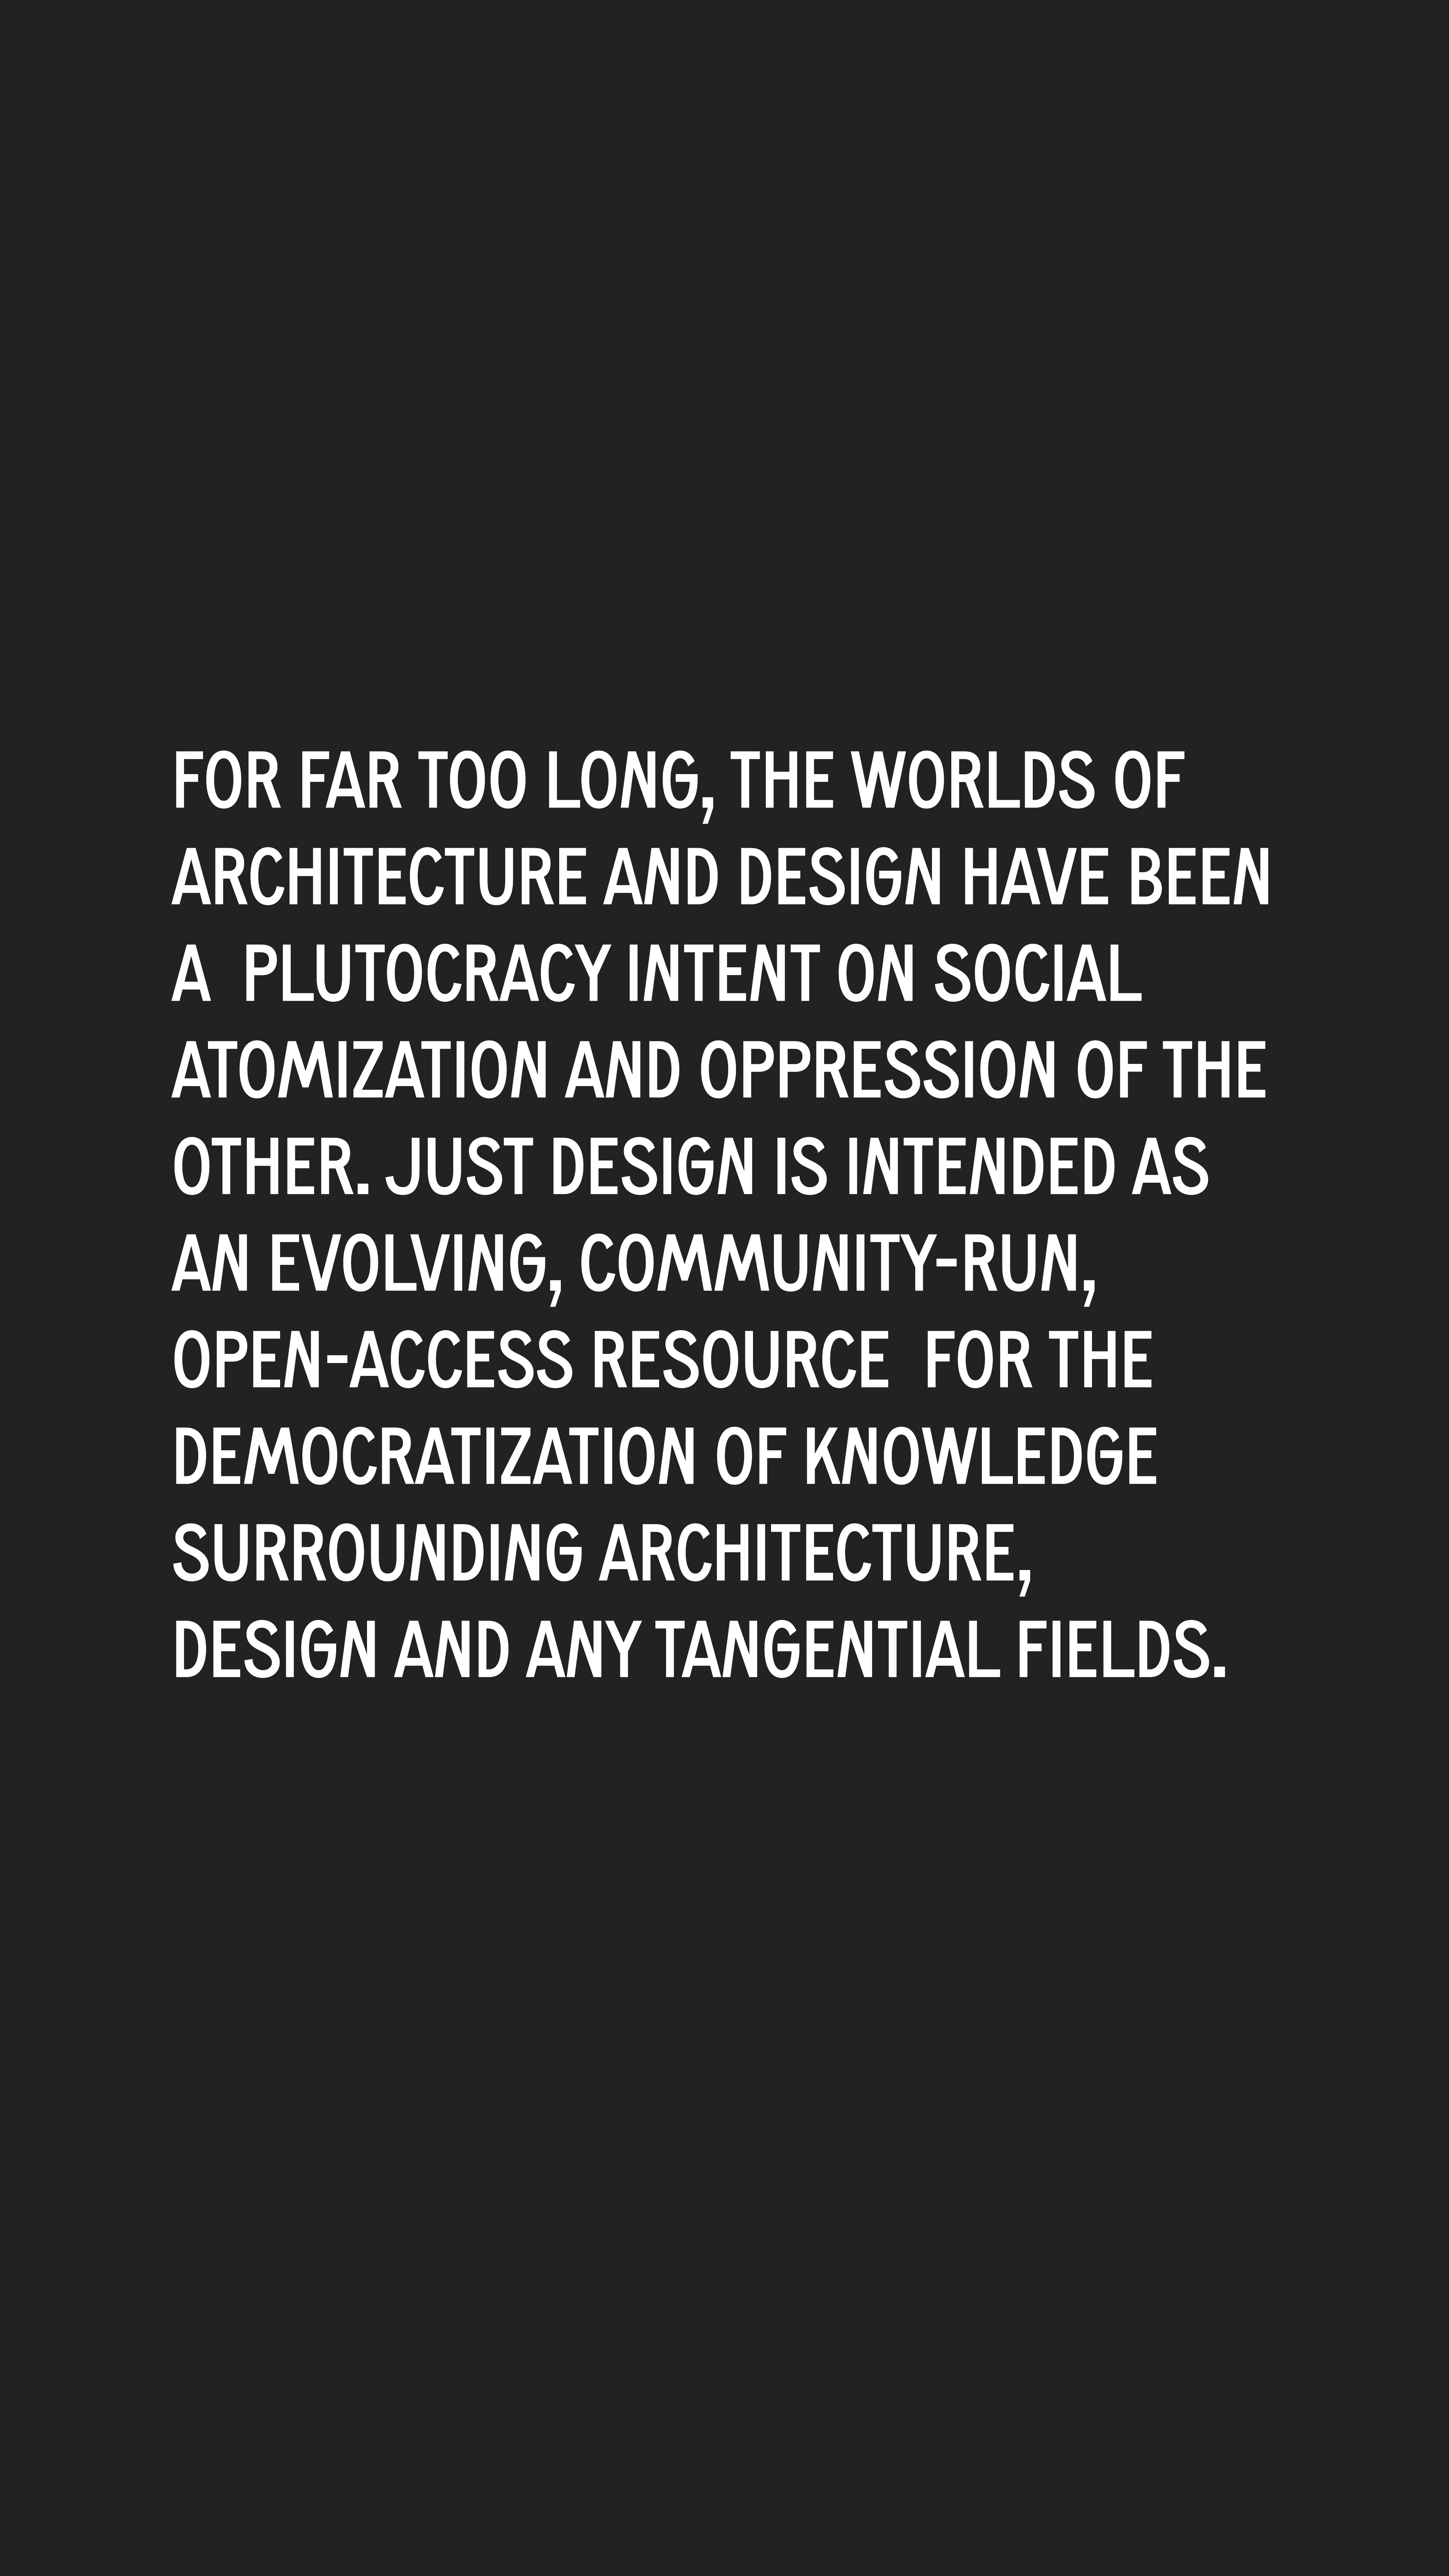 FOR FAR TOO LONG, THE WORLDS OF
ARCHITECTURE AND DESIGN HAVE BEEN
A  PLUTOCRACY INTENT ON SOCIAL
ATOMIZATION AND OPPRESSION OF THE
OTHER. JUST DESIGN IS INTENDED AS
AN EVOLVING, COMMUNITY-RUN,
OPEN-ACCESS RESOURCE  FOR THE
DEMOCRATIZATION OF KNOWLEDGE
SURROUNDING ARCHITECTURE,
DESIGN AND ANY TANGENTIAL FIELDS.